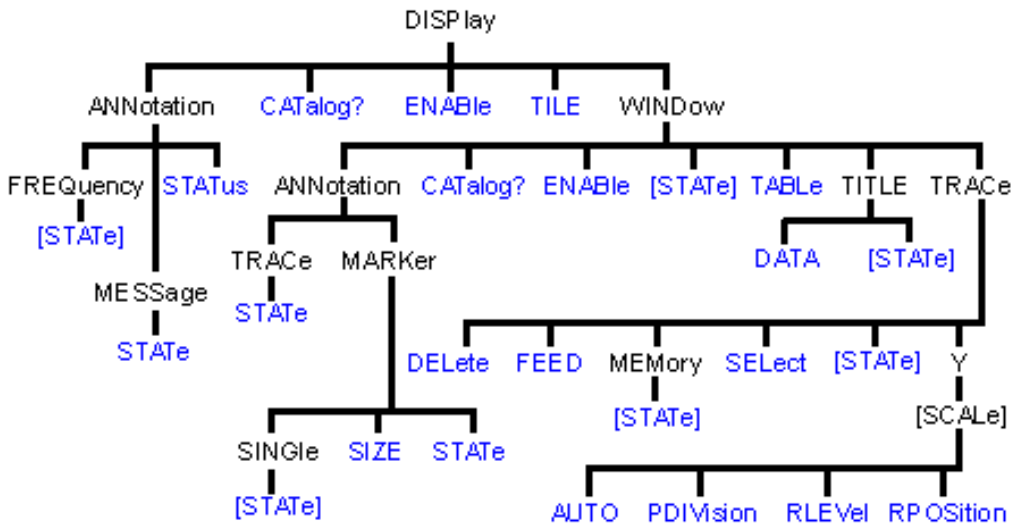 DISPlay
ANNotation CATalog? ENABle TILE WINDow
FREQuency STATus ANNotation CATalog? ENABle [STATe] TABLe TITLE TRACe
[STATe]
TRACe MARKer DATA [STATe]
MESSage
STATe
STATe
DELete FEED MEMory SELect [STATe] Y
[STATe] [SCALe]
SINGle SIZE STATe
[STATe]
AUTO PDIVision RLEVel RPOSition